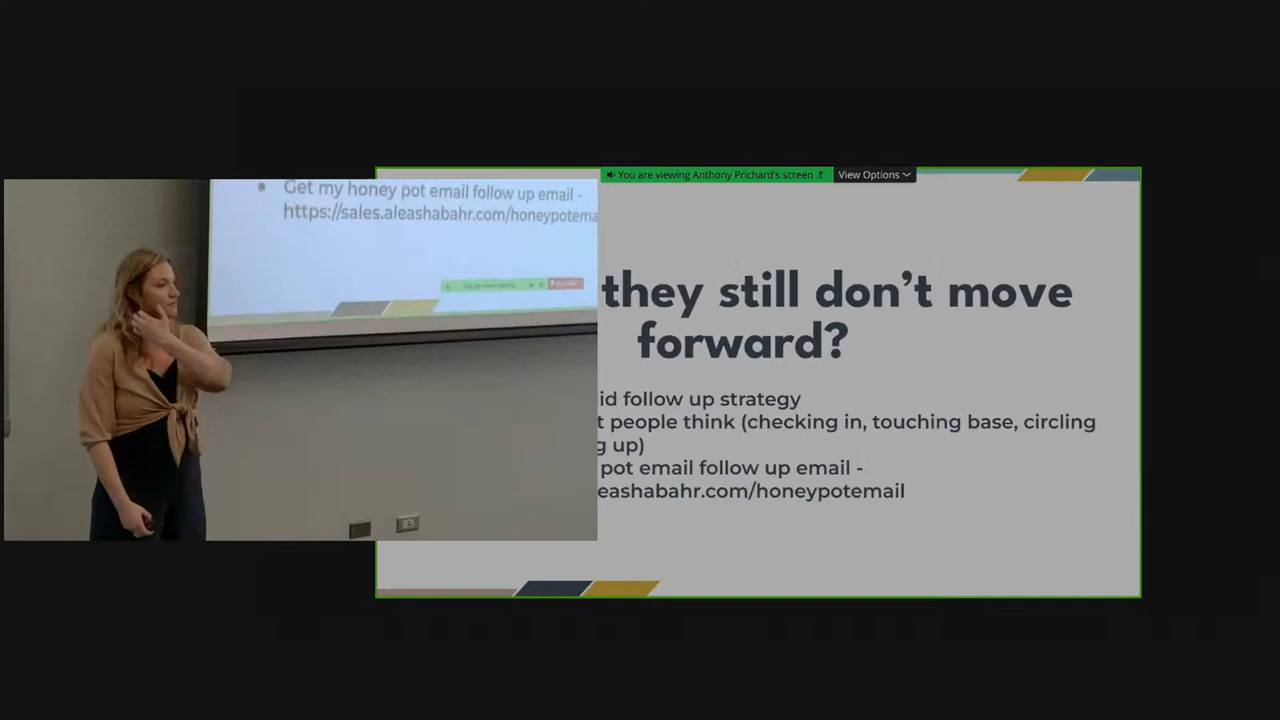 You are viewing Anthony Prichard's screen
View Options
Get my honey pot email follow up email -
https://sales.aleashabahr.com/honeypotema
they still don't move
forward?
id follow up strategy
t people think (checking in, touching base, circling
g up)
pot email follow up email -
eashabahr.com/honeypotemail